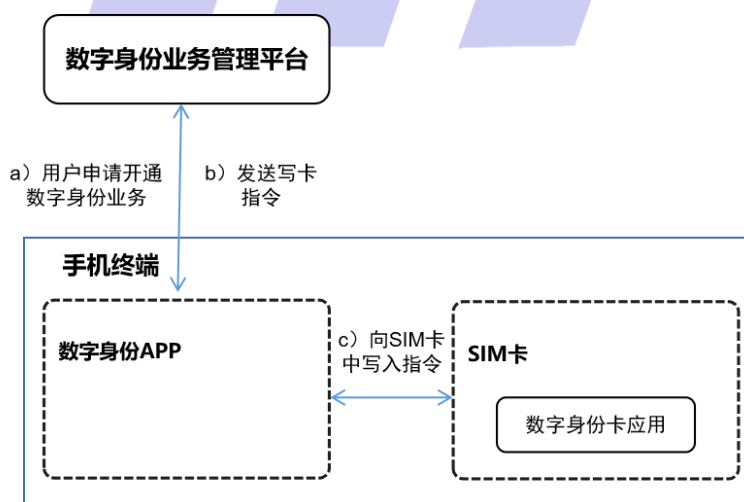 数字身份业务管理平台
a）用户申请开通
数字身份业务
b）发送写卡
指令
手机终端
数字身份APP
c）向SIM卡
中写入指令
SIM卡
数字身份卡应用